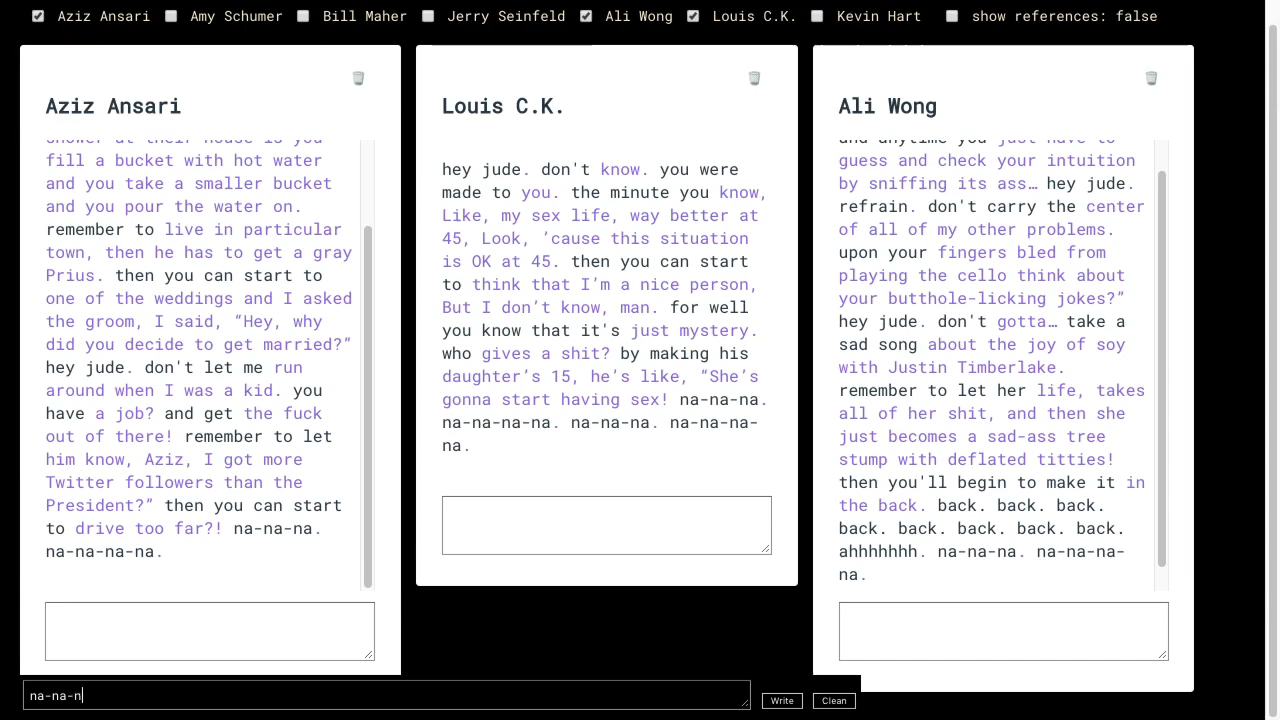 Aziz Ansari Amy Schumer Bill Maher Jerry Seinfeld Ali Wong Louis C.K. Kevin Hart show references: false
Aziz Ansari
shower at their house is you
fill a bucket with hot water
and you take a smaller bucket
and you pour the water on.
remember to live in particular
town, then he has to get a gray
Prius. then you can start to
one of the weddings and I asked
the groom, I said, “Hey, why
did you decide to get married?”
hey jude. don't let me run
around when I was a kid. you
have a job? and get the fuck
out of there! remember to let
him know, Aziz, I got more
Twitter followers than the
President?” then you can start
to drive too far?! na-na-na.
na-na-na-na.
Louis C.K.
hey jude. don't know. you were
made to you. the minute you know,
Like, my sex life, way better at
45, Look, ’cause this situation
is OK at 45. then you can start
to think that I’m a nice person,
But I don’t know, man. for well
you know that it's just mystery.
who gives a shit? by making his
daughter’s 15, he’s like, “She’s
gonna start having sex! na-na-na.
na-na-na-na. na-na-na. na-na-na-
na.
Ali Wong
and anytime you just have to
guess and check your intuition
by sniffing its ass… hey jude.
refrain. don't carry the center
of all of my other problems.
upon your fingers bled from
playing the cello think about
your butthole-licking jokes?”
hey jude. don't gotta… take a
sad song about the joy of soy
with Justin Timberlake.
remember to let her life, takes
all of her shit, and then she
just becomes a sad-ass tree
stump with deflated titties!
then you'll begin to make it in
the back. back. back. back.
back. back. back. back. back.
ahhhhhhh. na-na-na. na-na-na-
na.
na-na-n
Write
Clean